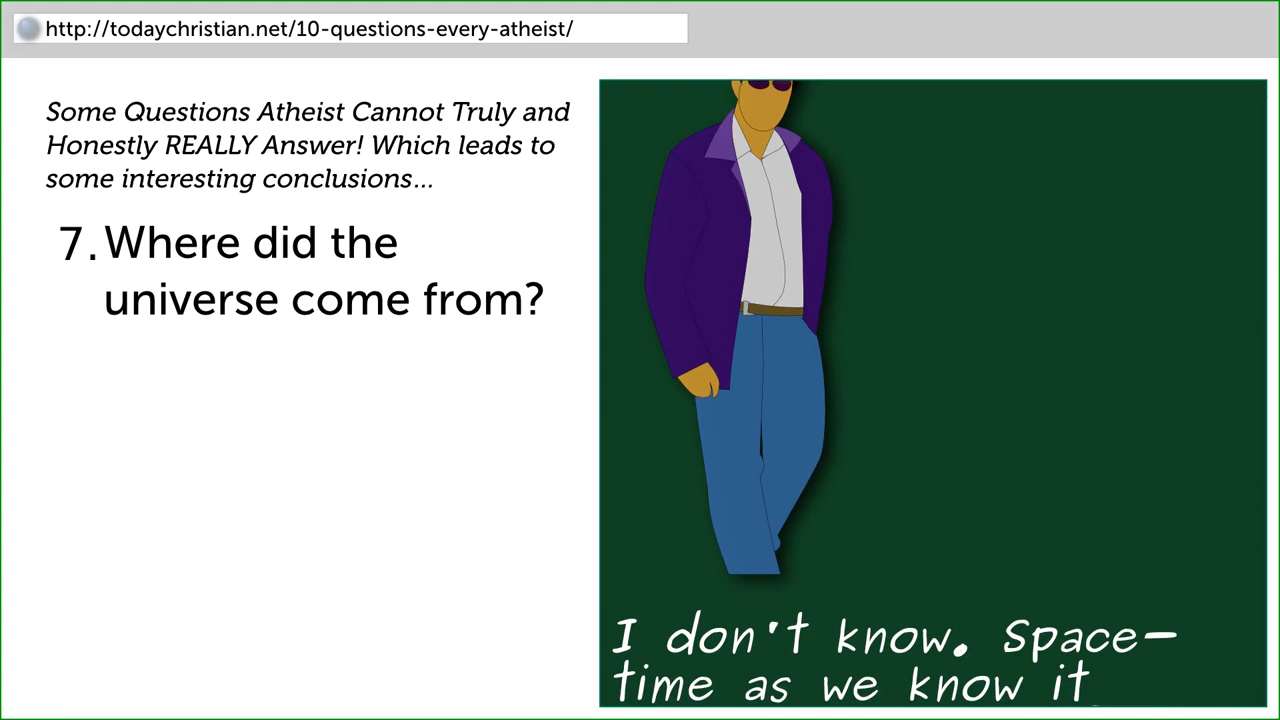 http://todaychristian.net/10-questions-every-atheist/
Some Questions Atheist Cannot Truly and
Honestly REALLY Answer! Which leads to
some interesting conclusions...
7. Where did the
universe come from?
I don't know. Space-
time as we know it